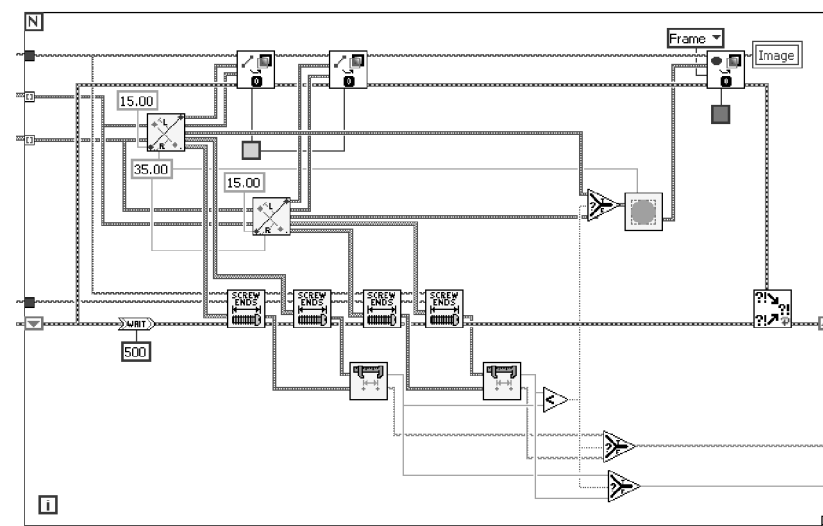 N
Frame
Image
15.00
L
R
35.00
15.00
L
R
?
SCREW ENDS
SCREW ENDS
SCREW ENDS
SCREW ENDS
?!
?!
?!
WAIT
500
<
?
T
F
?
i